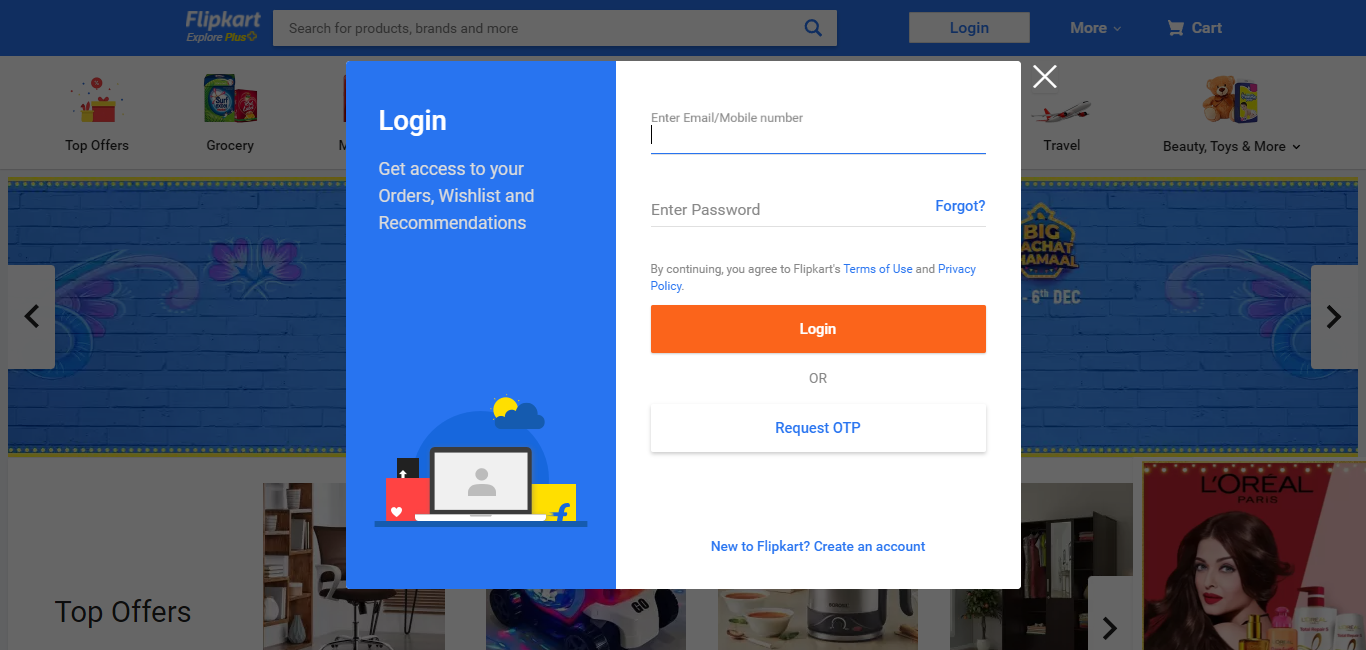 Flipkart
Explore Plus
Search for products, brands and more
Login
More
Cart
Top Offers
Grocery
Travel
Beauty, Toys & More
Login
Get access to your
Orders, Wishlist and
Recommendations
Enter Email/Mobile number
Enter Password
Forgot?
By continuing, you agree to Flipkart's Terms of Use and Privacy
Policy.
Login
OR
Request OTP
New to Flipkart? Create an account
BIG
- 6th DEC
Top Offers
GO
L'ORÉAL
PARIS